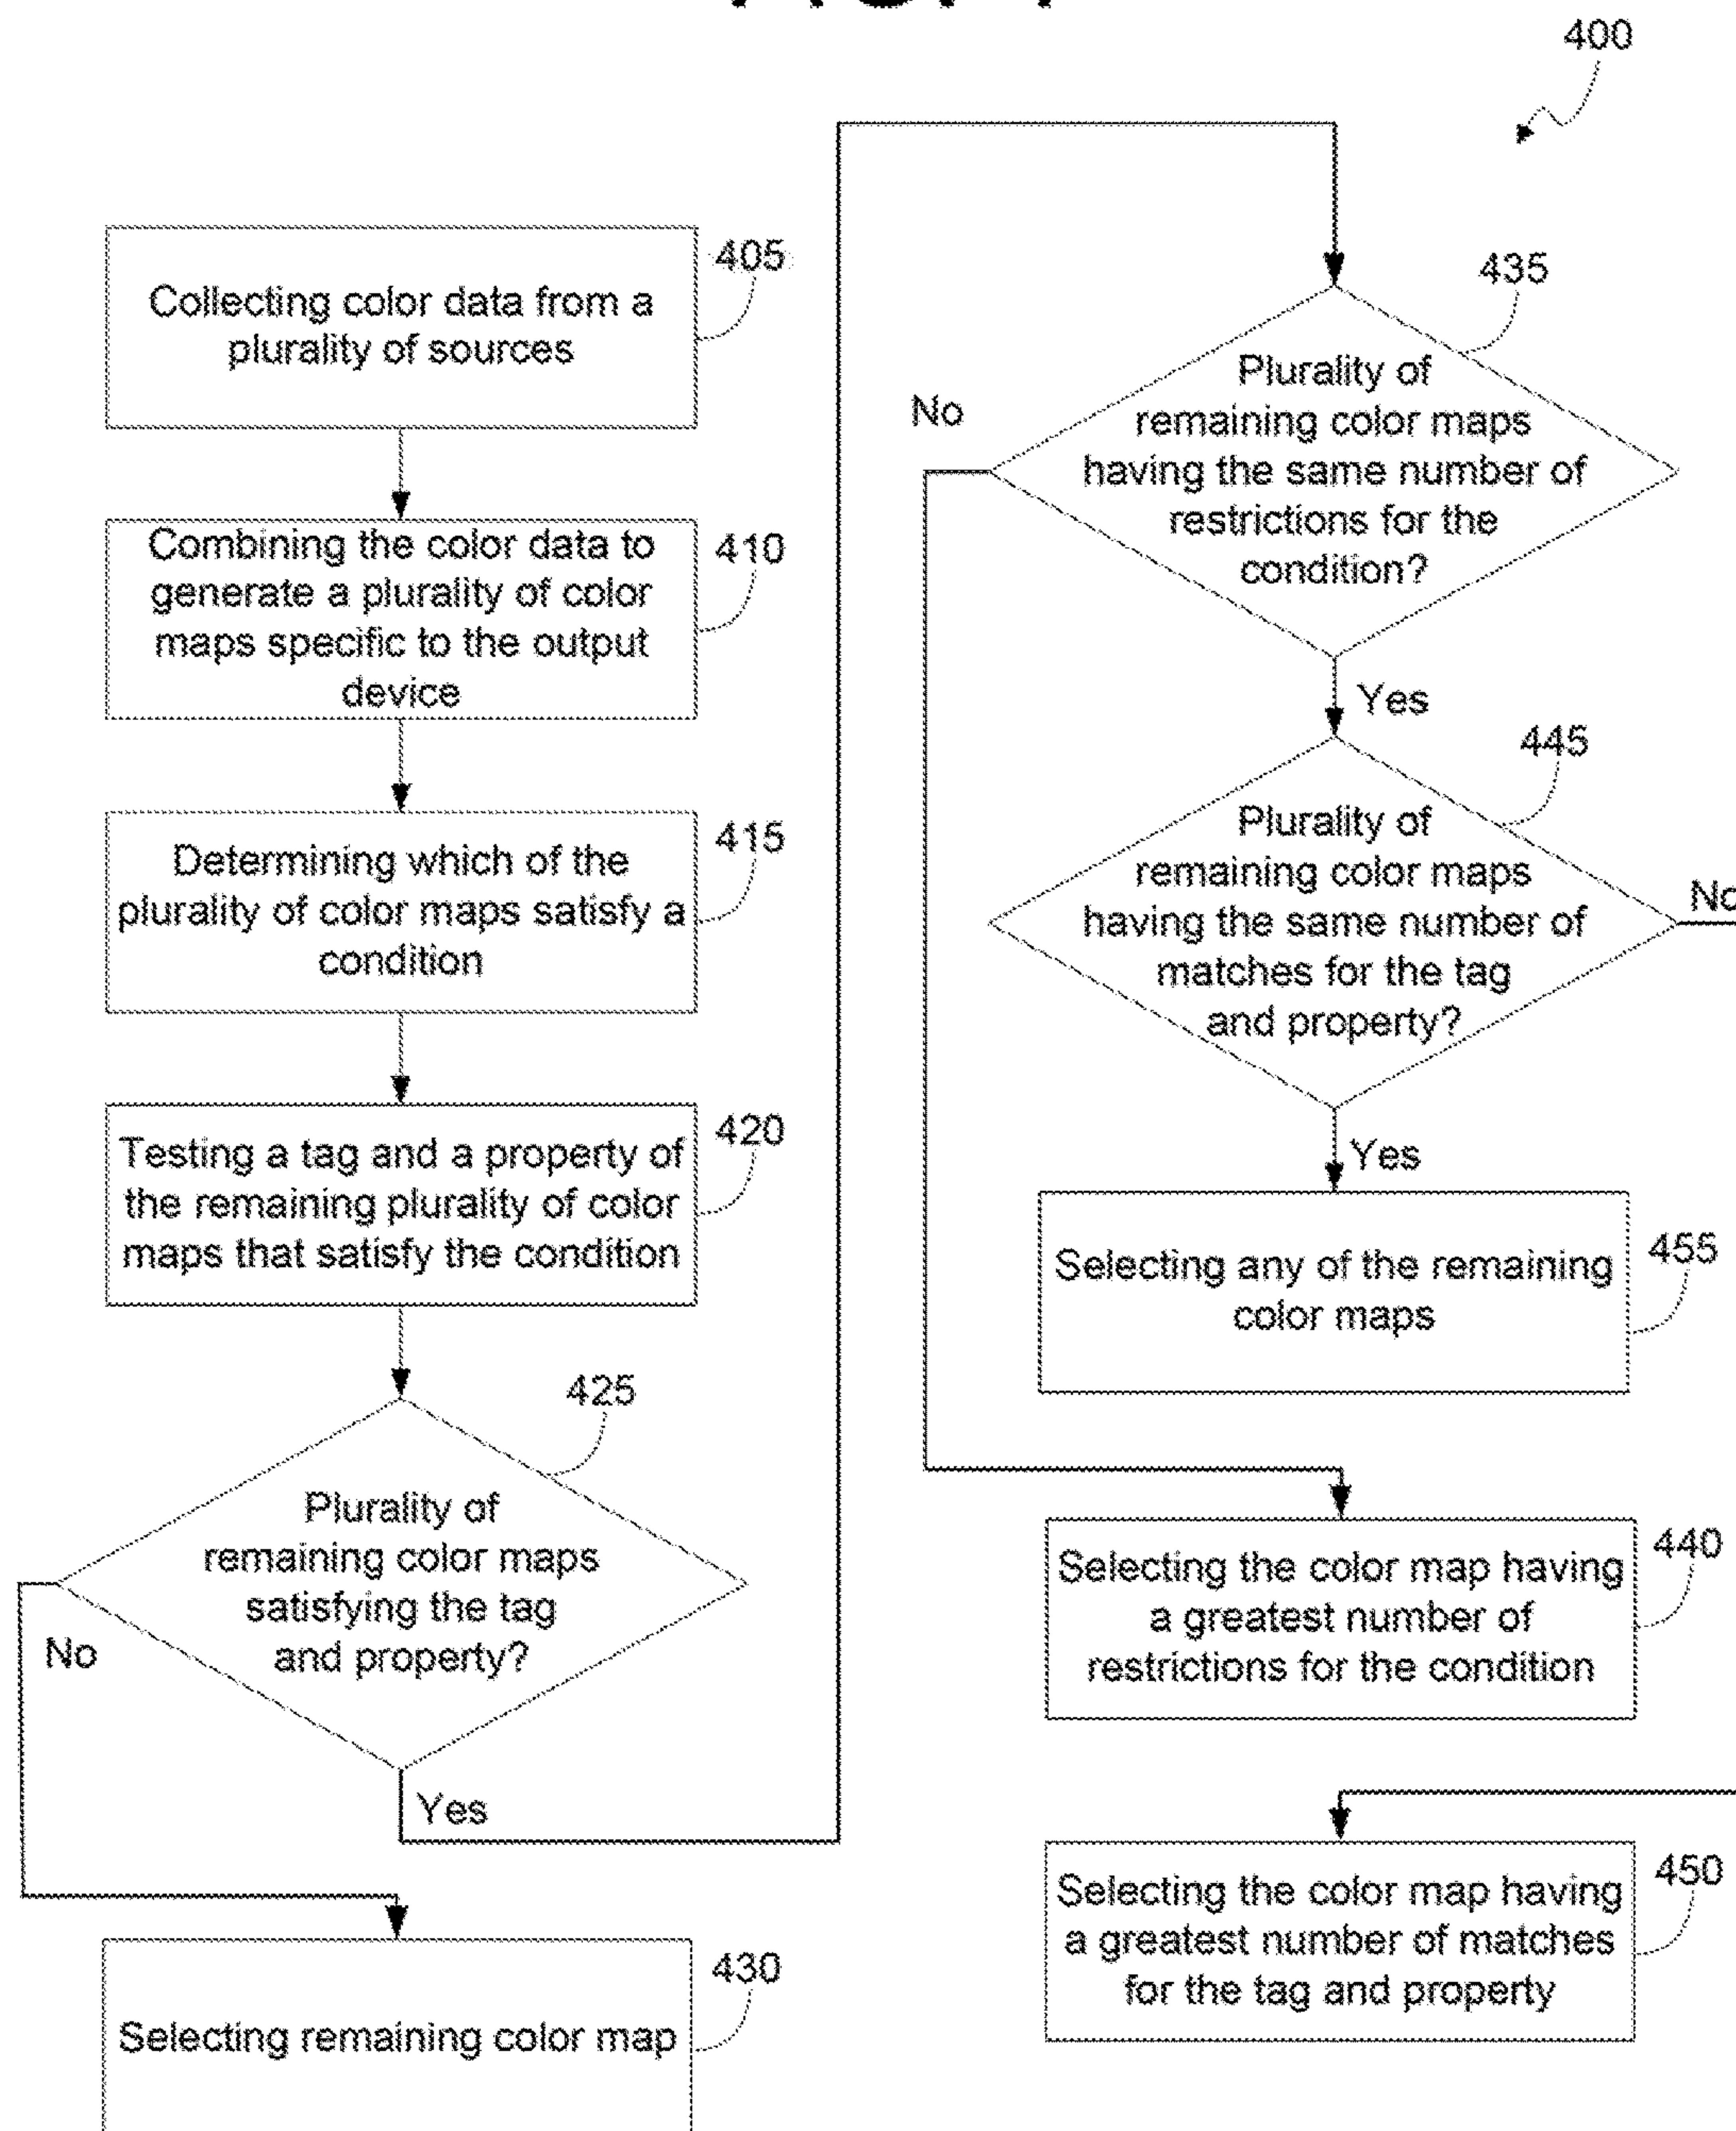 400
405
Collecting color data from a
plurality of sources
410
Combining the color data to
generate a plurality of color
maps specific to the output
device
415
Determining which of the
plurality of color maps satisfy a
condition
420
Testing a tag and a property of
the remaining plurality of color
maps that satisfy the condition
425
Plurality of
remaining color maps
satisfying the tag
and property?
No
Yes
430
Selecting remaining color map
435
Plurality of
remaining color maps
having the same number of
restrictions for the
condition?
No
Yes
445
Plurality of
remaining color maps
having the same number of
matches for the tag
and property?
No
Yes
455
Selecting any of the remaining
color maps
440
Selecting the color map having
a greatest number of
restrictions for the condition
450
Selecting the color map having
a greatest number of matches
for the tag and property